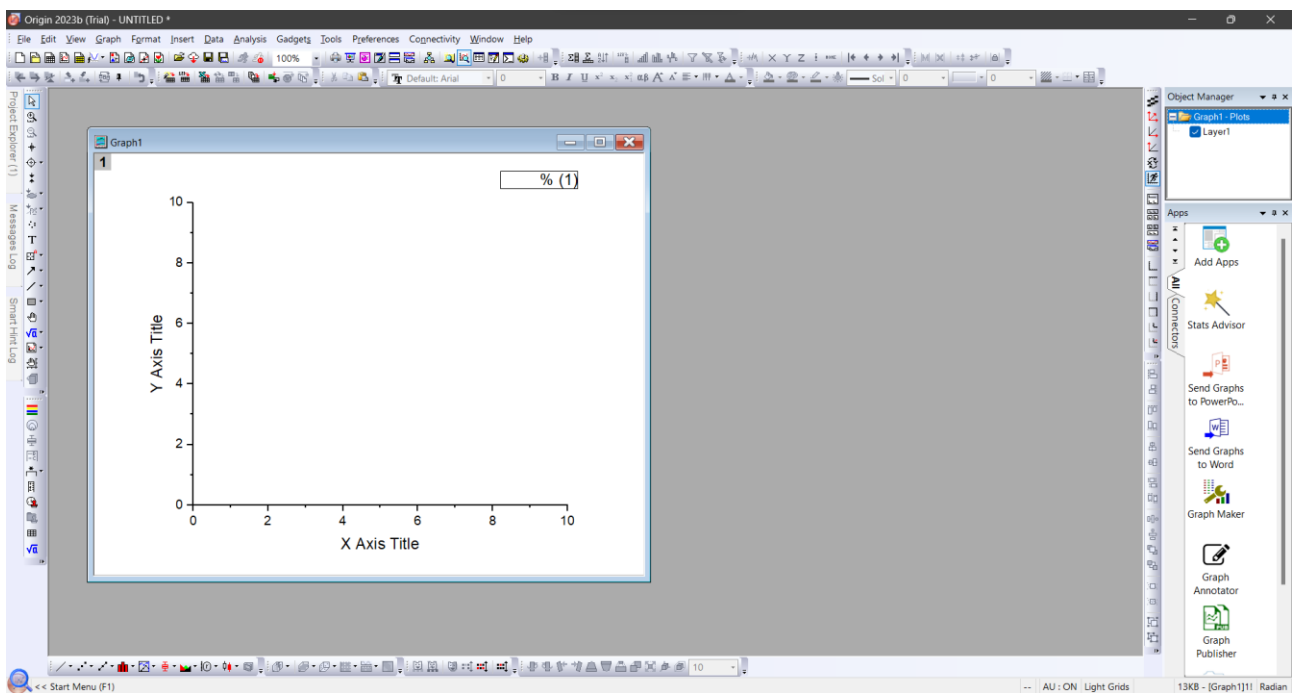 Origin 2023b (Trial) - UNTITLED *
File Edit View Graph Format Insert Data Analysis Gadgets Tools Preferences Connectivity Window Help
100%
X Y Z
Default: Arial 0 B I U αβ A A A Sol 0 0
Project Explorer (1)
Messages Log
Smart Hint Log
T
√α
√α
Graph1
1
% (1)
10
8
6
4
2
0
Y Axis Title
0 2 4 6 8 10
X Axis Title
Object Manager
Graph1 - Plots
Layer1
Apps
All
Connectors
Add Apps
Stats Advisor
Send Graphs
to PowerPo...
Send Graphs
to Word
Graph Maker
Graph
Annotator
Graph
Publisher
10
<< Start Menu (F1)
-- AU : ON Light Grids 13KB - [Graph1]1! Radian